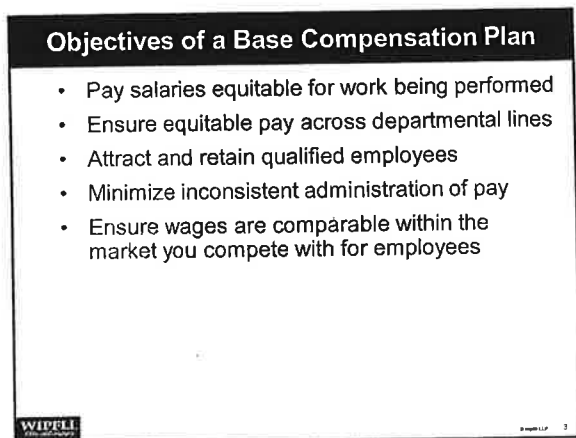 Objectives of a Base Compensation Plan
• Pay salaries equitable for work being performed
• Ensure equitable pay across departmental lines
• Attract and retain qualified employees
• Minimize inconsistent administration of pay
• Ensure wages are comparable within the
market you compete with for employees
WIPFLI
LLP 3